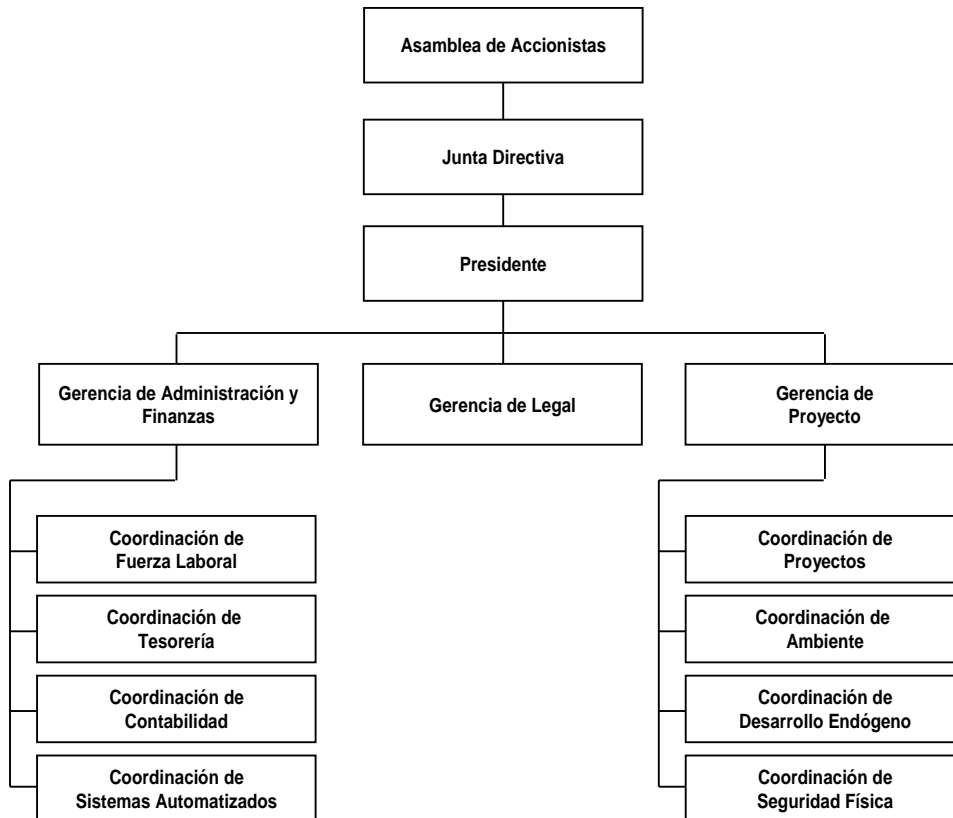 Asamblea de Accionistas
Junta Directiva
Presidente
Gerencia de Administración y
Finanzas
Gerencia de Legal
Gerencia de
Proyecto
Coordinación de
Fuerza Laboral
Coordinación de
Tesorería
Coordinación de
Contabilidad
Coordinación de
Sistemas Automatizados
Coordinación de
Proyectos
Coordinación de
Ambiente
Coordinación de
Desarrollo Endógeno
Coordinación de
Seguridad Física